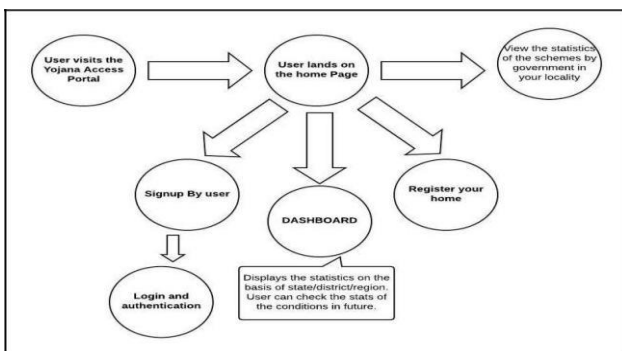 User visits the
Yojana Access
Portal
User lands on
the home Page
View the statistics
of the schemes by
government in
your locality
Signup By user
DASHBOARD
Register your
home
Displays the statistics on the
basis of state/district/region.
User can check the stats of
the conditions in future.
Login and
authentication